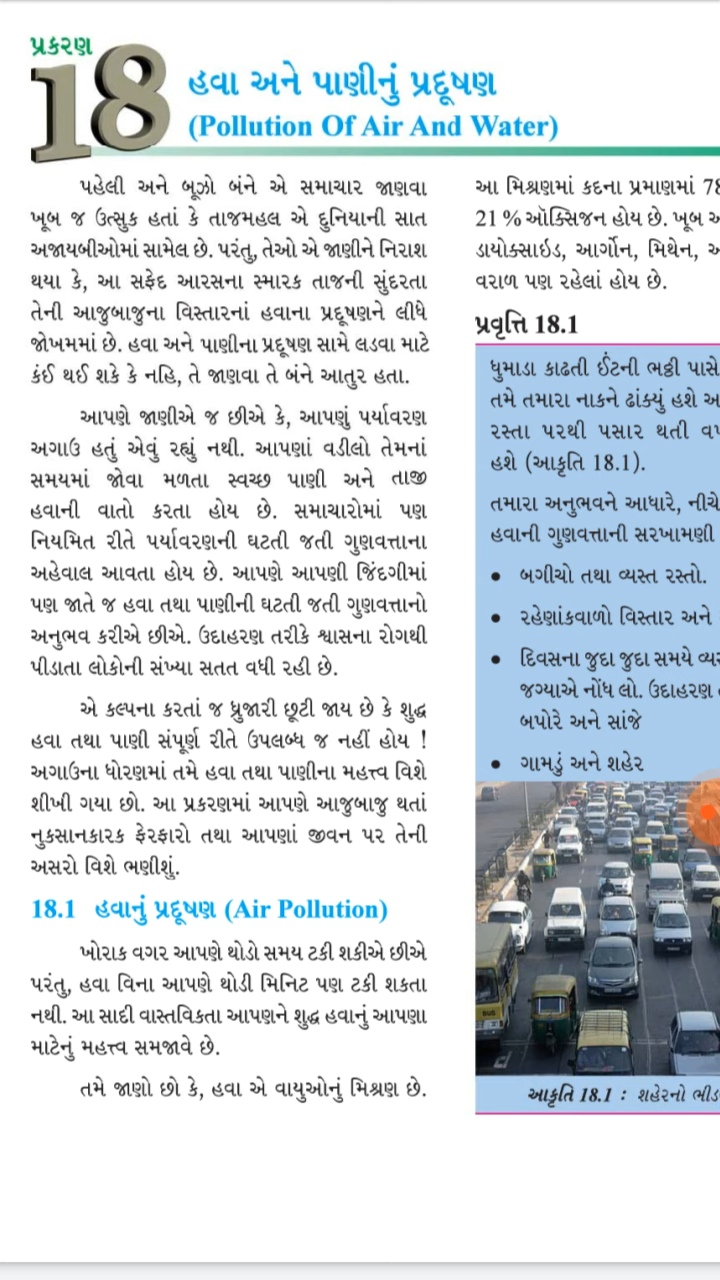 પ્રકરણ
18
હવા અને પાણીનું પ્રદૂષણ
(Pollution Of Air And Water)
પહેલી અને બૂઝો બંને એ સમાચાર જાણવા
ખૂબ જ ઉત્સુક હતાં કે તાજમહલ એ દુનિયાની સાત
અજાયબીઓમાં સામેલ છે. પરંતુ, તેઓ એ જાણીને નિરાશ
થયા કે, આ સફેદ આરસના સ્મારક તાજની સુંદરતા
તેની આજુબાજુના વિસ્તારનાં હવાના પ્રદૂષણને લીધે
જોખમમાં છે. હવા અને પાણીના પ્રદૂષણ સામે લડવા માટે
કંઈ થઈ શકે કે નહિ, તે જાણવા તે બંને આતુર હતા.
આપણે જાણીએ જ છીએ કે, આપણું પર્યાવરણ
અગાઉ હતું એવું રહ્યું નથી. આપણાં વડીલો તેમનાં
સમયમાં જોવા મળતા સ્વચ્છ પાણી અને તાજી
હવાની વાતો કરતા હોય છે. સમાચારોમાં પણ
નિયમિત રીતે પર્યાવરણની ઘટતી જતી ગુણવત્તાના
અહેવાલ આવતા હોય છે. આપણે આપણી જિંદગીમાં
પણ જાતે જ હવા તથા પાણીની ઘટતી જતી ગુણવત્તાનો
અનુભવ કરીએ છીએ. ઉદાહરણ તરીકે શ્વાસના રોગથી
પીડાતા લોકોની સંખ્યા સતત વધી રહી છે.
એ કલ્પના કરતાં જ ધ્રુજારી છૂટી જાય છે કે શુદ્ધ
હવા તથા પાણી સંપૂર્ણ રીતે ઉપલબ્ધ જ નહીં હોય !
અગાઉના ધોરણમાં તમે હવા તથા પાણીના મહત્ત્વ વિશે
શીખી ગયા છો. આ પ્રકરણમાં આપણે આજુબાજુ થતાં
નુકસાનકારક ફેરફારો તથા આપણાં જીવન પર તેની
અસરો વિશે ભણીશું.
18.1 હવાનું પ્રદૂષણ (Air Pollution)
ખોરાક વગર આપણે થોડો સમય ટકી શકીએ છીએ
પરંતુ, હવા વિના આપણે થોડી મિનિટ પણ ટકી શકતા
નથી. આ સાદી વાસ્તવિકતા આપણને શુદ્ધ હવાનું આપણા
માટેનું મહત્ત્વ સમજાવે છે.
તમે જાણો છો કે, હવા એ વાયુઓનું મિશ્રણ છે.
આ મિશ્રણમાં કદના પ્રમાણમાં 78
21 % ઑક્સિજન હોય છે. ખૂબ
ડાયોક્સાઇડ, આર્ગોન, મિથેન,
વરાળ પણ રહેલાં હોય છે.
પ્રવૃત્તિ 18.1
ધુમાડા કાઢતી ઈંટની ભઠ્ઠી પાસે
તમે તમારા નાકને ઢાંક્યું હશે
રસ્તા પરથી પસાર થતી
હશે (આકૃતિ 18.1).
તમારા અનુભવને આધારે, નીચે
હવાની ગુણવત્તાની સરખામણી
• બગીચો તથા વ્યસ્ત રસ્તો.
• રહેણાંકવાળો વિસ્તાર અને
• દિવસના જુદા જુદા સમયે
જગ્યાએ નોંધ લો. ઉદાહરણ
બપોરે અને સાંજે
• ગામડું અને શહેર
BUS
આકૃતિ 18.1 : શહેરનો